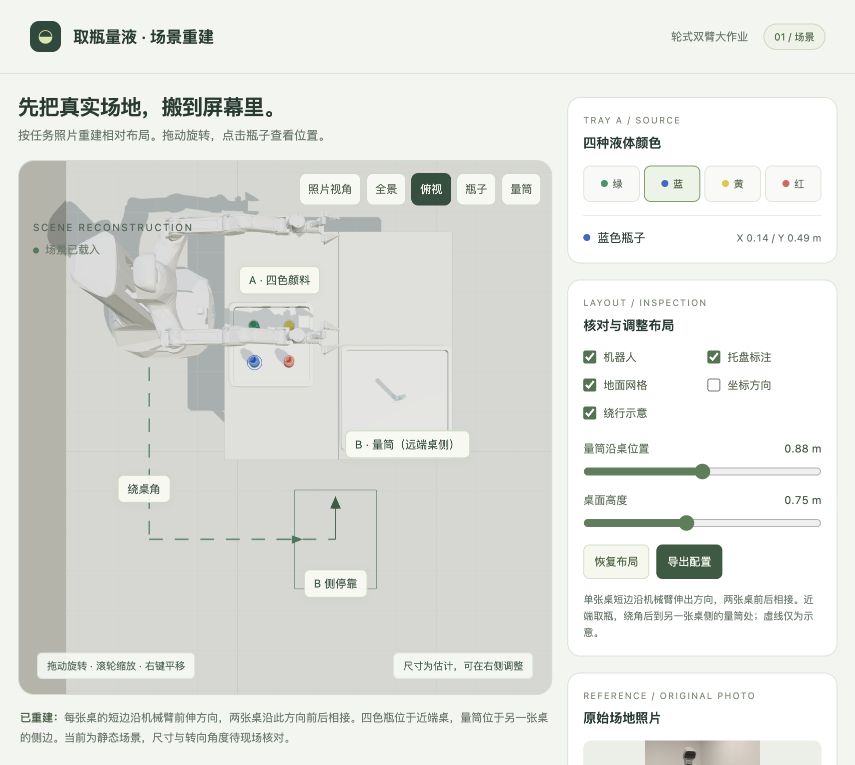 取瓶量液 · 场景重建
轮式双臂大作业
01 / 场景
先把真实场地，搬到屏幕里。
按任务照片重建相对布局。拖动旋转，点击瓶子查看位置。
照片视角
全景
俯视
瓶子
量筒
SCENE RECONSTRUCTION
场景已载入
A · 四色颜料
B · 量筒（远端桌侧）
绕桌角
B 侧停靠
拖动旋转 · 滚轮缩放 · 右键平移
尺寸为估计，可在右侧调整
已重建：每张桌的短边沿机械臂前伸方向，两张桌沿此方向前后相接。四色瓶位于近端桌，量筒位于另一张桌
的侧边。当前为静态场景，尺寸与转向角度待现场核对。
TRAY A / SOURCE
四种液体颜色
绿
蓝
黄
红
蓝色瓶子
X 0.14 / Y 0.49 m
LAYOUT / INSPECTION
核对与调整布局
机器人
托盘标注
地面网格
坐标方向
绕行示意
量筒沿桌位置
0.88 m
桌面高度
0.75 m
恢复布局
导出配置
单张桌短边沿机械臂伸出方向，两张桌前后相接。近
端取瓶，绕角后到另一张桌侧的量筒处；虚线仅为示
意。
REFERENCE / ORIGINAL PHOTO
原始场地照片